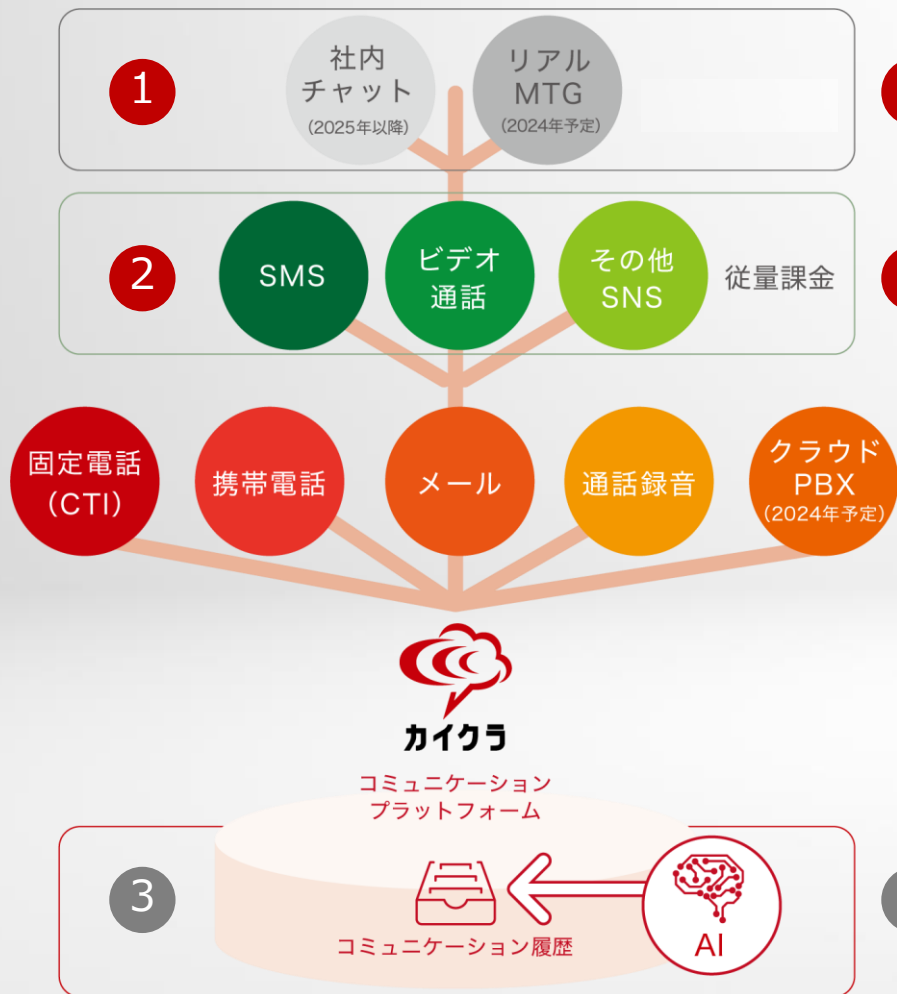 1
社内
チャット
(2025年以降)
リアル
MTG
(2024年予定)
2
SMS
ビデオ
通話
その他
SNS
従量課金
固定電話
(CTI)
携帯電話
メール
通話録音
クラウド
PBX
(2024年予定)
カイクラ
コミュニケーション
プラットフォーム
3
コミュニケーション履歴
AI